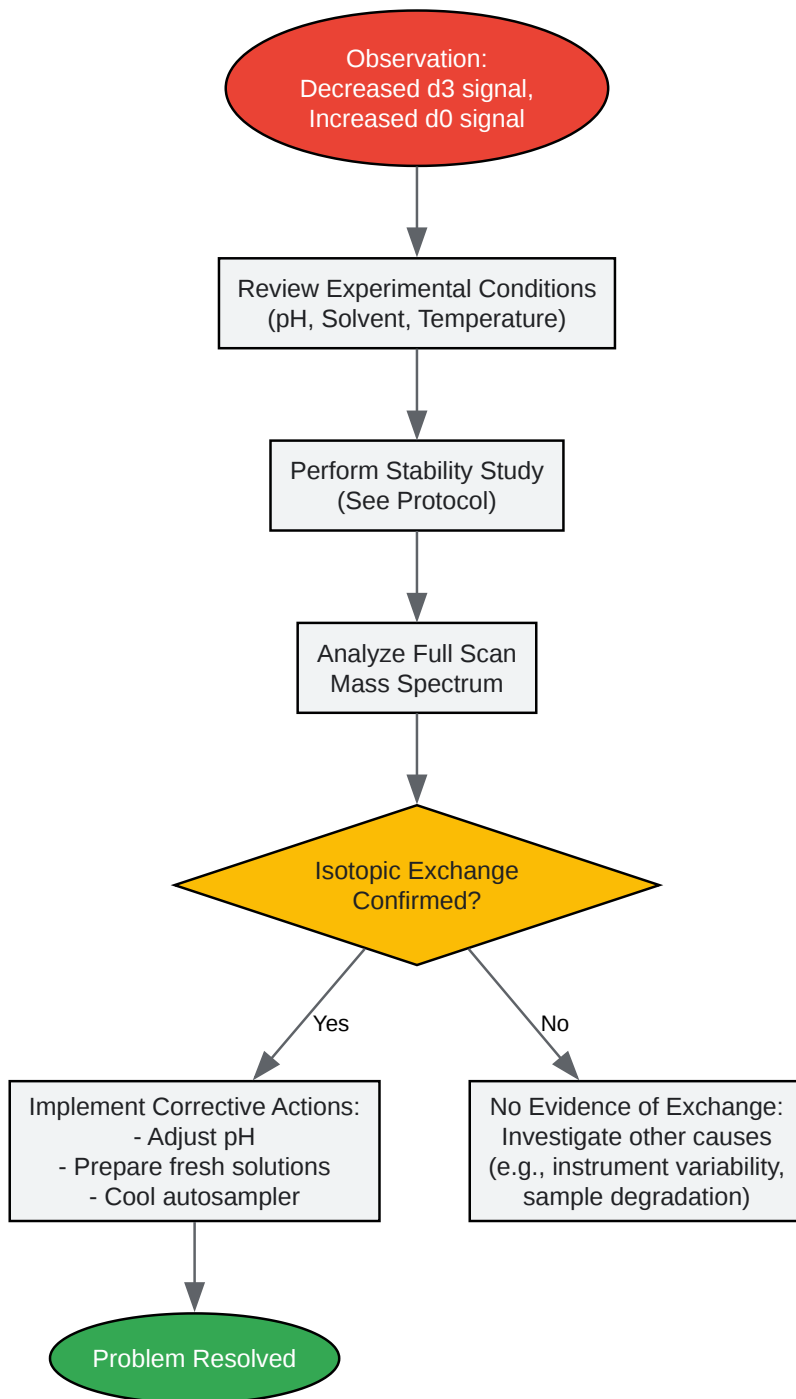 Observation:
Decreased d3 signal,
Increased d0 signal
Review Experimental Conditions
(pH, Solvent, Temperature)
Perform Stability Study
(See Protocol)
Analyze Full Scan
Mass Spectrum
Isotopic Exchange
Confirmed?
Yes
No
Implement Corrective Actions:
- Adjust pH
- Prepare fresh solutions
- Cool autosampler
No Evidence of Exchange:
Investigate other causes
(e.g., instrument variability,
sample degradation)
Problem Resolved